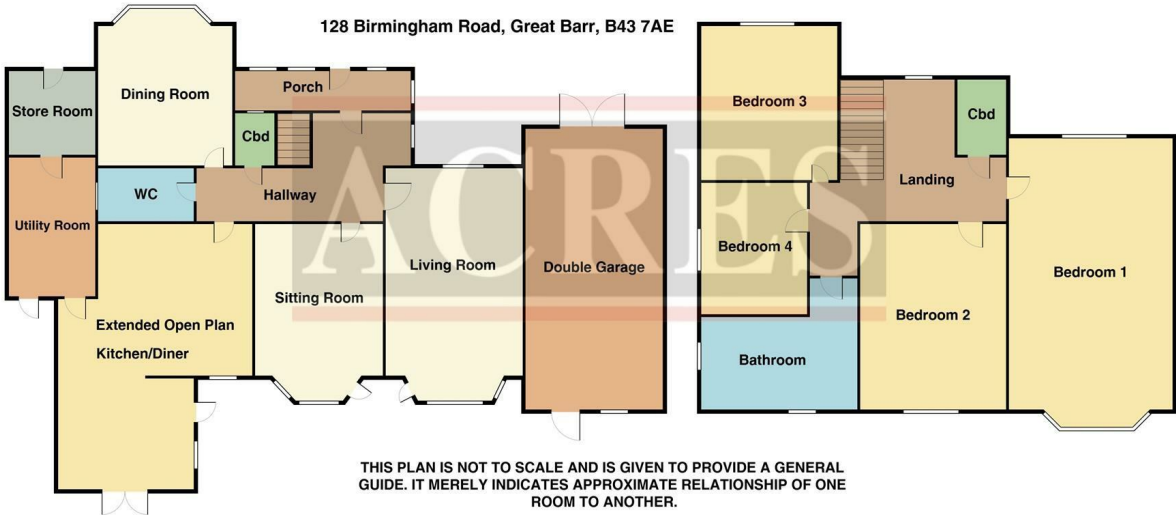 128 Birmingham Road, Great Barr, B43 7AE
Store Room
Dining Room
Porch
Cbd
WC
Hallway
Utility Room
Living Room
Double Garage
Sitting Room
Extended Open Plan
Kitchen/Diner
Bedroom 3
Cbd
Landing
Bedroom 4
Bedroom 1
Bedroom 2
Bathroom
ACRES
THIS PLAN IS NOT TO SCALE AND IS GIVEN TO PROVIDE A GENERAL
GUIDE. IT MERELY INDICATES APPROXIMATE RELATIONSHIP OF ONE
ROOM TO ANOTHER.